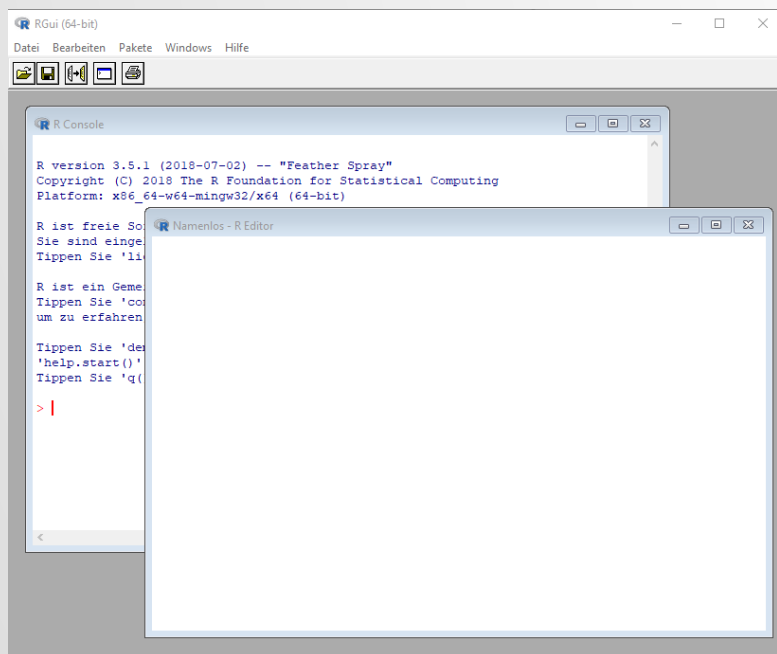 RGui (64-bit)
Datei Bearbeiten Pakete Windows Hilfe
R Console
R version 3.5.1 (2018-07-02) -- "Feather Spray"
Copyright (C) 2018 The R Foundation for Statistical Computing
Platform: x86_64-w64-mingw32/x64 (64-bit)
R ist freie
Sie sind
Tippen Sie
R ist ein
Tippen Sie
um zu erfahren
Tippen Sie
'help.start()'
Tippen Sie 'q(
>
Namenlos - R Editor